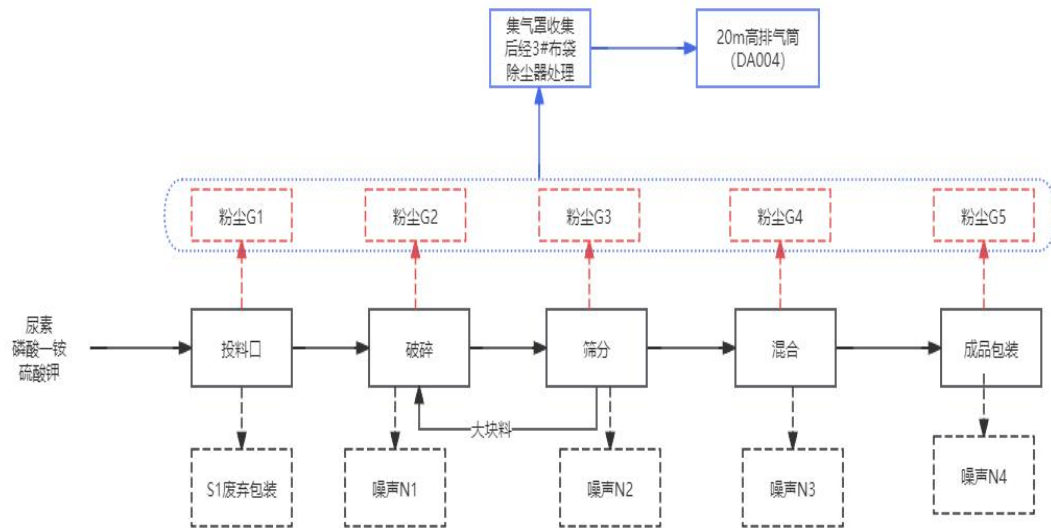 集气罩收集
后经3#布袋
除尘器处理
20m高排气筒
(DA004)
粉尘G1
粉尘G2
粉尘G3
粉尘G4
粉尘G5
尿素
磷酸一铵
硫酸钾
投料口
破碎
筛分
混合
成品包装
大块料
S1废弃包装
噪声N1
噪声N2
噪声N3
噪声N4